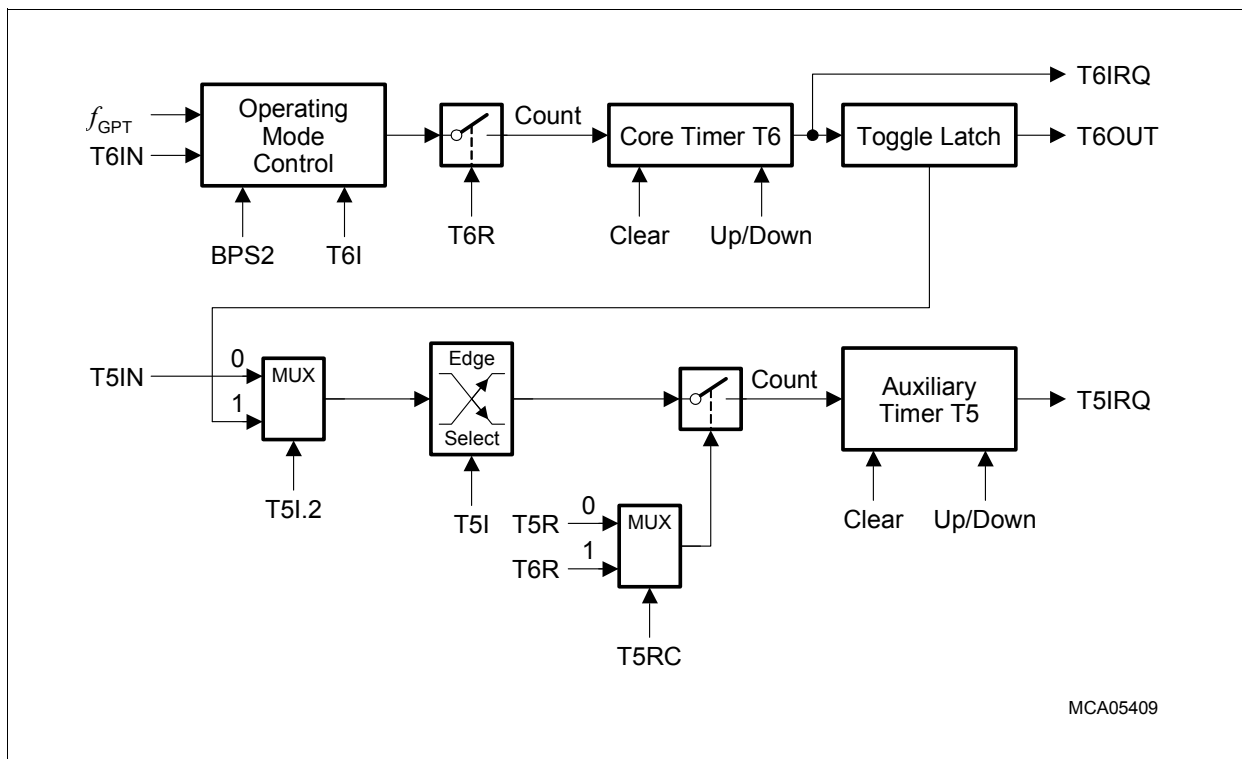 f GPT
T6IN
Operating
Mode
Control
BPS2
T6I
T6R
Count
Core Timer T6
Clear
Up/Down
Toggle Latch
T6IRQ
T6OUT
T5IN
0
1
MUX
T5I.2
Edge
Select
T5I
T5R
0
T6R
1
MUX
T5RC
Count
Auxiliary
Timer T5
Clear
Up/Down
T5IRQ
MCA05409